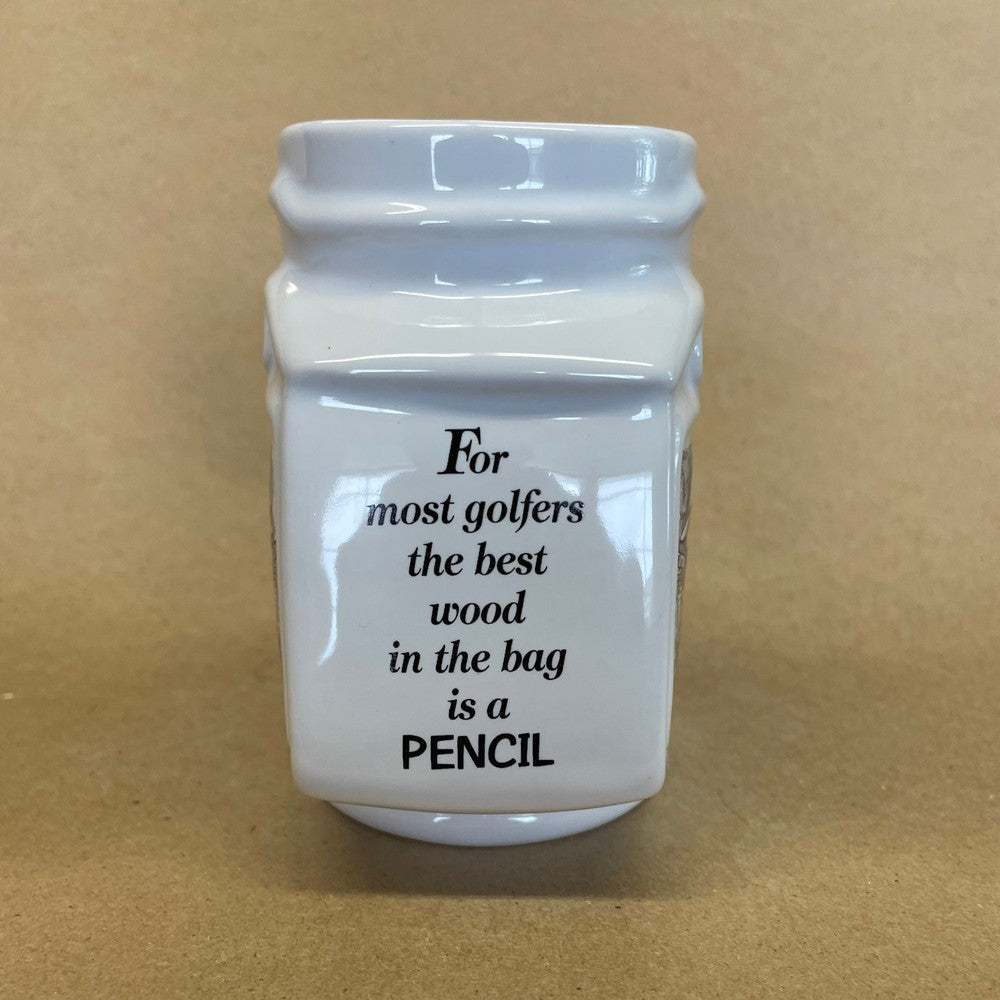 For
most golfers
the best
wood
in the bag
is a
PENCIL